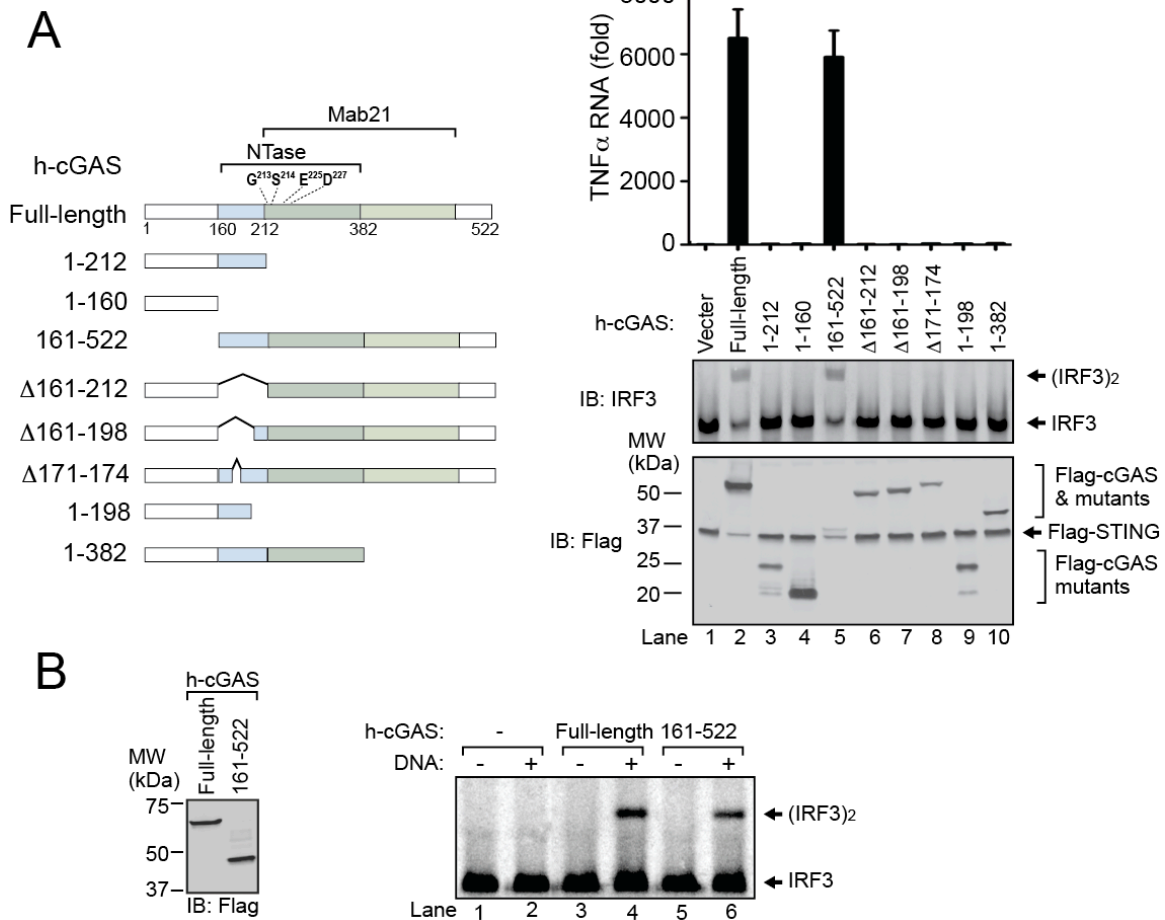 A
Mab21
NTase
h-cGAS
G213S214 E225D227
Full-length
1 160 212 382 522
1-212
1-160
161-522
Δ161-212
Δ161-198
Δ171-174
1-198
1-382
TNFα RNA (fold)
6000
4000
2000
0
h-cGAS:
Vecter
Full-length
1-212
1-160
161-522
Δ161-212
Δ161-198
Δ171-174
1-198
1-382
IB: IRF3
(IRF3)2
IRF3
MW
(kDa)
50
37
25
20
IB: Flag
Flag-cGAS
& mutants
Flag-STING
Flag-cGAS
mutants
Lane 1 2 3 4 5 6 7 8 9 10
B
h-cGAS
Full-length
161-522
MW
(kDa)
75
50
37
IB: Flag
h-cGAS: - Full-length 161-522
DNA: - + - + - +
(IRF3)2
IRF3
Lane 1 2 3 4 5 6